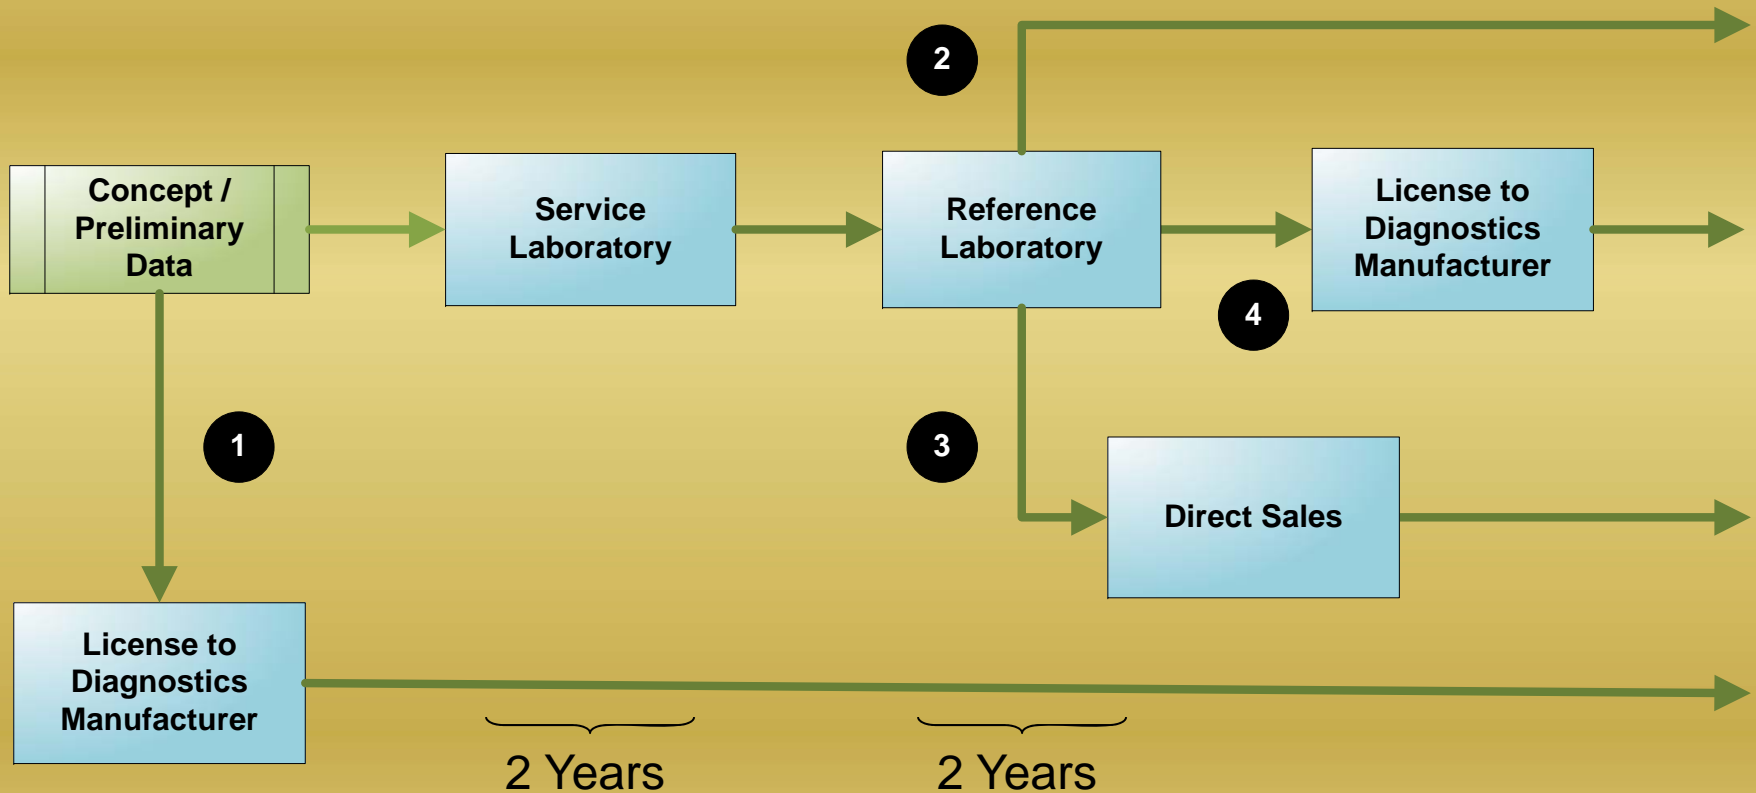 2
Concept /
Preliminary
Data
Service
Laboratory
Reference
Laboratory
License to
Diagnostics
Manufacturer
4
1
3
Direct Sales
License to
Diagnostics
Manufacturer
2 Years
2 Years